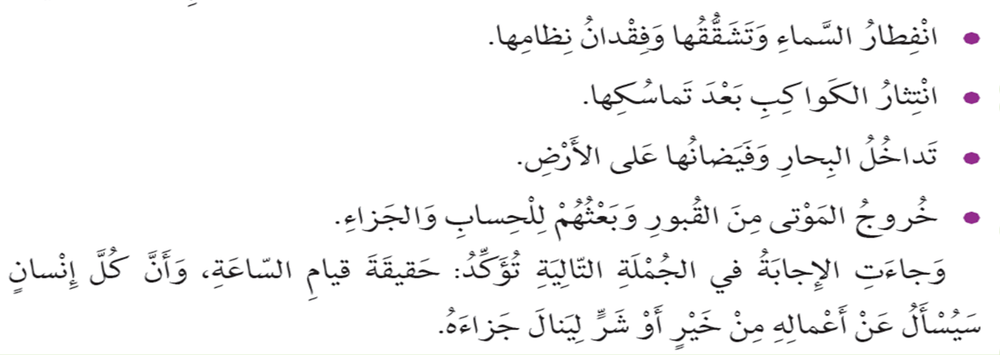 • انْفِطارُ السَّماءِ وَتَشَقُّقُها وَفِقْدانُ نِظامِها.
• انْتِثارُ الكَواكِبِ بَعْدَ تَماسُكِها.
• تَداخُلُ البِحارِ وَفَيَضانُها عَلى الأَرْضِ.
• خُروجُ المَوْتى مِنَ القُبورِ وَبَعْثُهُمْ لِلْحِسابِ وَالجَزاءِ.
وَجاءَتِ الإِجابَةُ في الجُمْلَةِ التّالِيَةِ تُؤَكِّدُ: حَقيقَةَ قيامِ السّاعَةِ، وَأَنَّ كُلَّ إِنْسانٍ
سَيُسْأَلُ عَنْ أَعْمالِهِ مِنْ خَيْرٍ أَوْ شَرٍّ لِيَنالَ جَزاءَهُ.